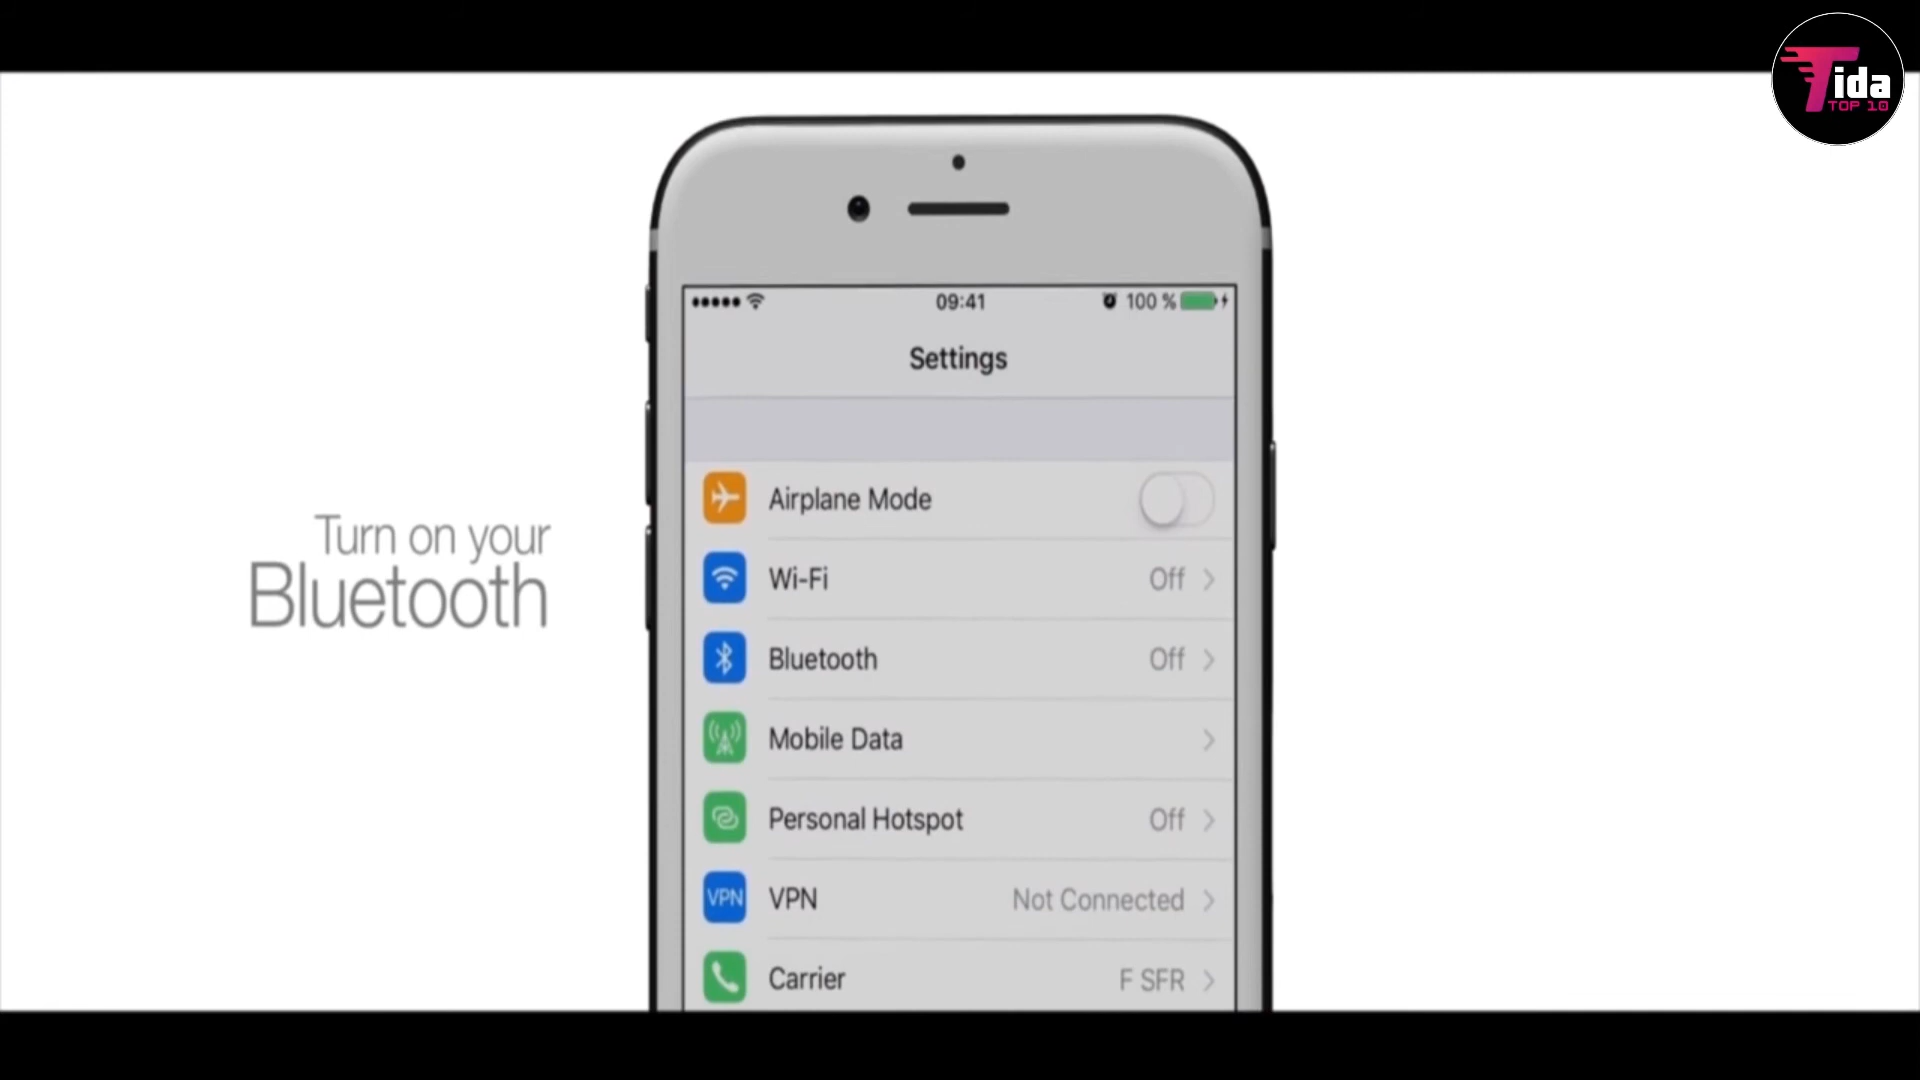 Tida
TOP 10
09:41
100 %
Settings
Turn on your
Bluetooth
Airplane Mode
Wi-Fi Off
Bluetooth Off
Mobile Data
Personal Hotspot Off
VPN VPN Not Connected
Carrier F SFR